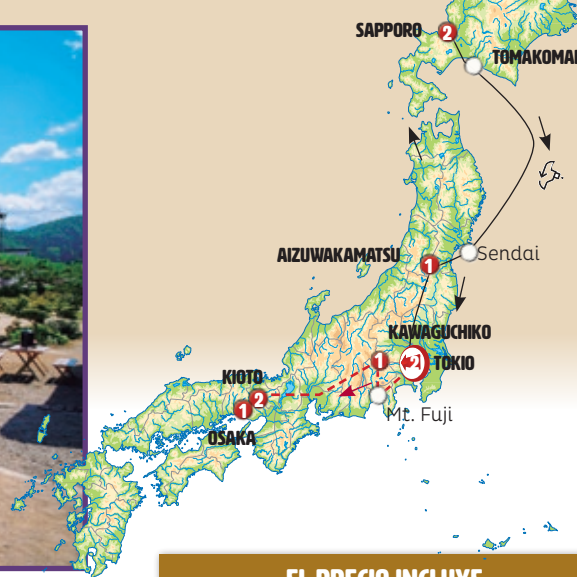 SAPPORO 2
TOMAKOMAI
Sendai
AIZUWAKAMATSU 1
KAWAGUCHIKO
1 2 TOKIO
KIOTO
2
1
Mt. Fuji
OSAKA
EL PRECIO INCLUYE